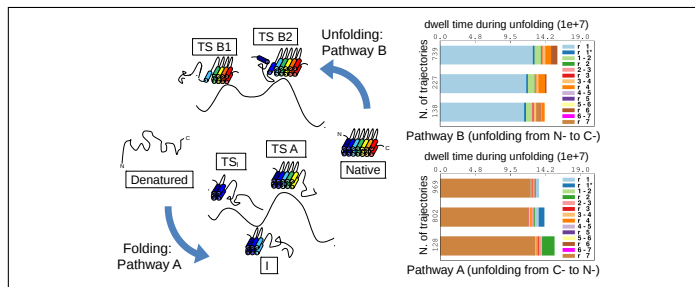 TS B1
TS B2
Unfolding:
Pathway B
N
C
Native
C
N
Denatured
TS
I
TS A
Folding:
Pathway A
I
dwell time during unfolding (1e+7)
0 4.8 9.5 14.2 19.0
N. of trajectories
739
227
138
r 1
r 1*
1 - 2
r 2
2 - 3
r 3
3 - 4
r 4
4 - 5
r 5
5 - 6
r 6
6 - 7
r 7
Pathway B (unfolding from N- to C-)
dwell time during unfolding (1e+7)
0 4.8 9.5 14.2 19.0
N. of trajectories
969
802
128
r 1
r 1*
1 - 2
r 2
2 - 3
r 3
3 - 4
r 4
4 - 5
r 5
5 - 6
r 6
6 - 7
r 7
Pathway A (unfolding from C- to N-)